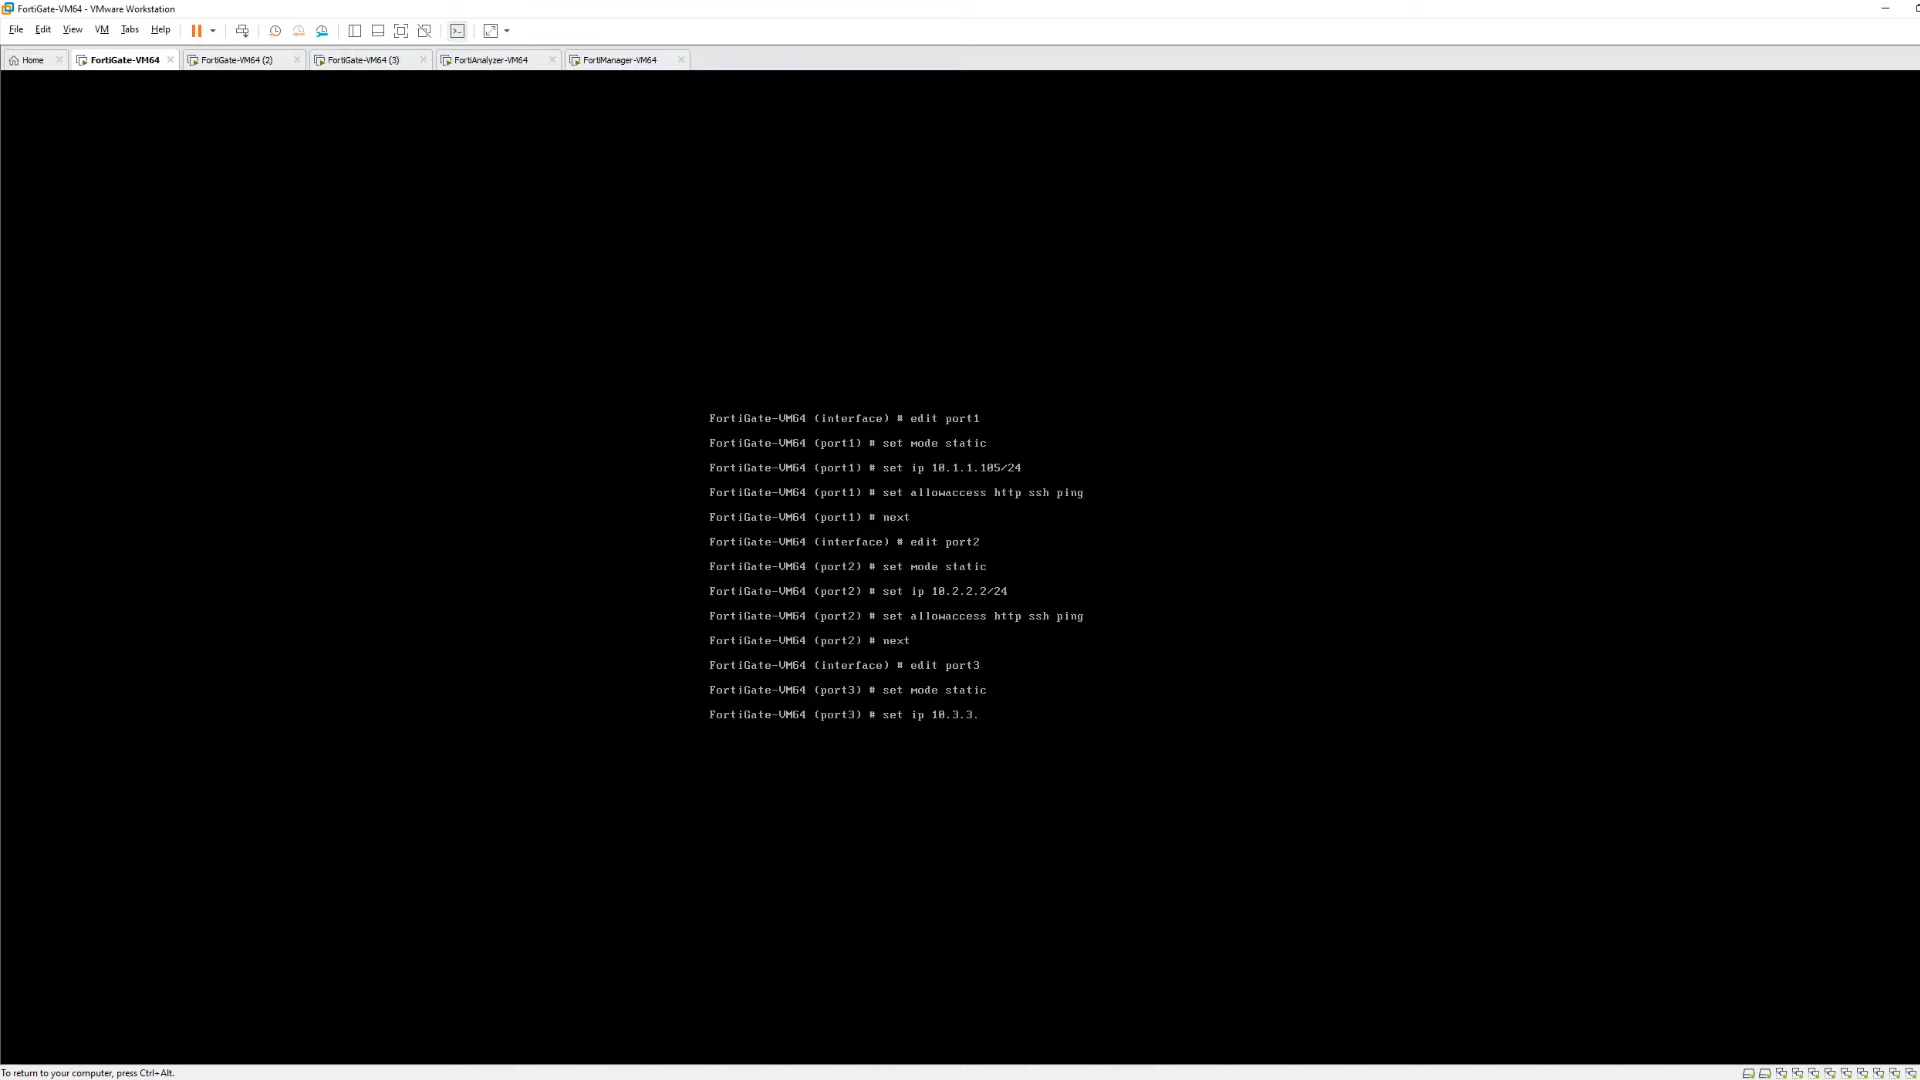 FortiGate-VM64 - VMware Workstation
File Edit View VM Tabs Help
Home FortiGate-VM64 FortiGate-VM64 (2) FortiGate-VM64 (3) FortiAnalyzer-VM64 FortiManager-VM64
FortiGate-VM64 (interface) # edit port1
FortiGate-VM64 (port1) # set mode static
FortiGate-VM64 (port1) # set ip 10.1.1.105/24
FortiGate-VM64 (port1) # set allowaccess http ssh ping
FortiGate-VM64 (port1) # next
FortiGate-VM64 (interface) # edit port2
FortiGate-VM64 (port2) # set mode static
FortiGate-VM64 (port2) # set ip 10.2.2.2/24
FortiGate-VM64 (port2) # set allowaccess http ssh ping
FortiGate-VM64 (port2) # next
FortiGate-VM64 (interface) # edit port3
FortiGate-VM64 (port3) # set mode static
FortiGate-VM64 (port3) # set ip 10.3.3.
To return to your computer, press Ctrl+Alt.